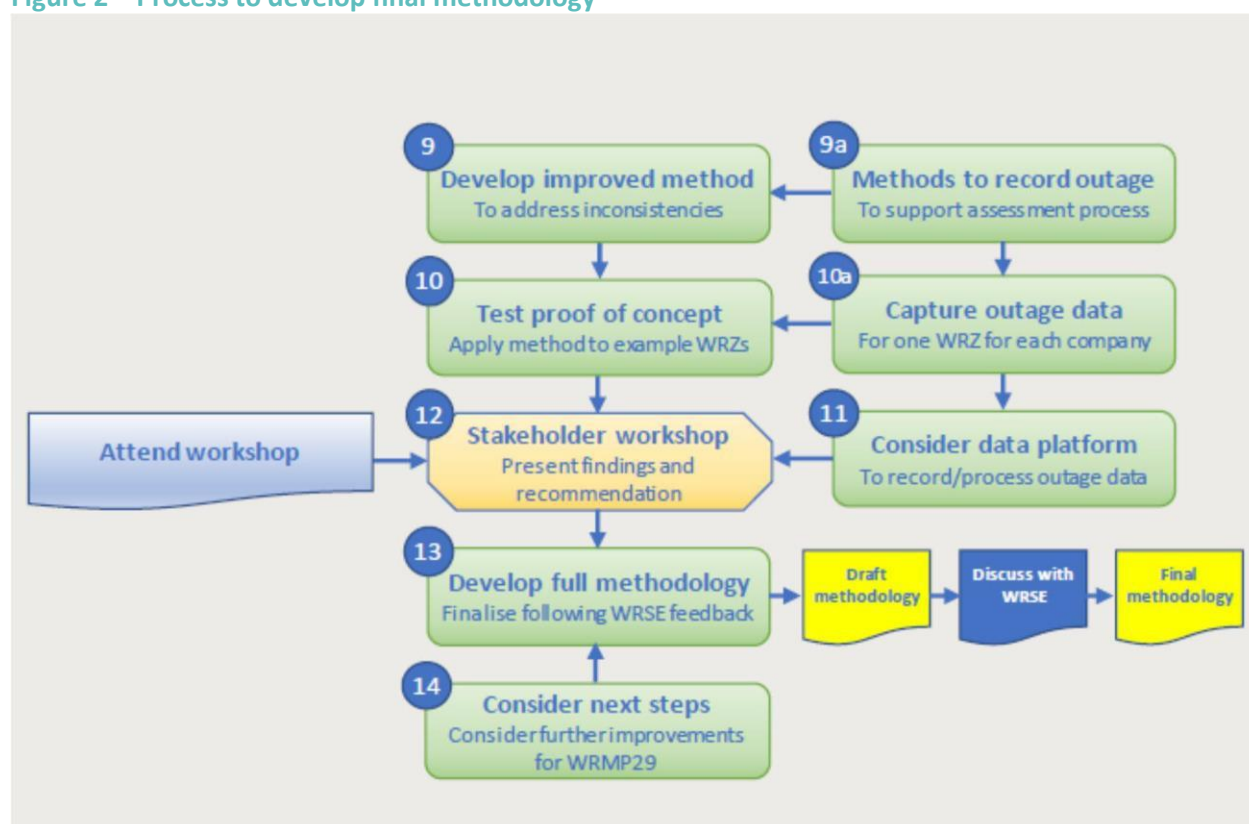 Figure 2 – Process to develop final methodology
9
Develop improved method
To address inconsistencies
9a
Methods to record outage
To support assessment process
10
Test proof of concept
Apply method to example WRZs
10a
Capture outage data
For one WRZ for each company
Attend workshop
12
Stakeholder workshop
Present findings and
recommendation
11
Consider data platform
To record/process outage data
13
Develop full methodology
Finalise following WRSE feedback
Draft
methodology
Discuss with
WRSE
Final
methodology
14
Consider next steps
Consider further improvements
for WRMP29